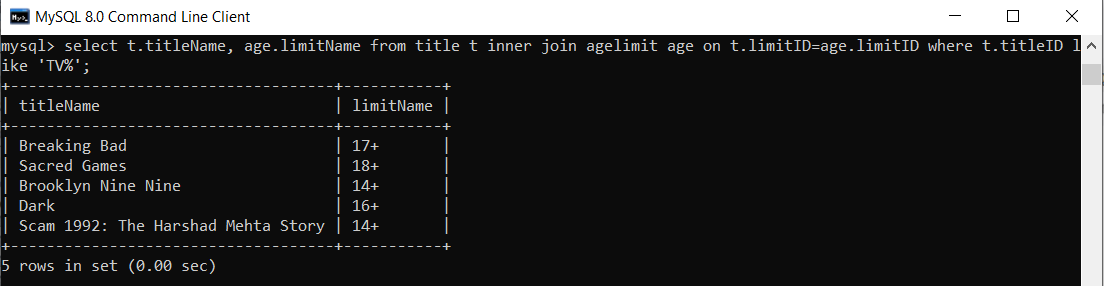 MySQL 8.0 Command Line Client
mysql> select t.titleName, age.limitName from title t inner join agelimit age on t.limitID=age.limitID where t.titleID l
ike 'TV%';
+-----------------------------------+-----------+
| titleName                         | limitName |
+-----------------------------------+-----------+
| Breaking Bad                      | 17+       |
| Sacred Games                      | 18+       |
| Brooklyn Nine Nine                | 14+       |
| Dark                              | 16+       |
| Scam 1992: The Harshad Mehta Story | 14+       |
+-----------------------------------+-----------+
5 rows in set (0.00 sec)